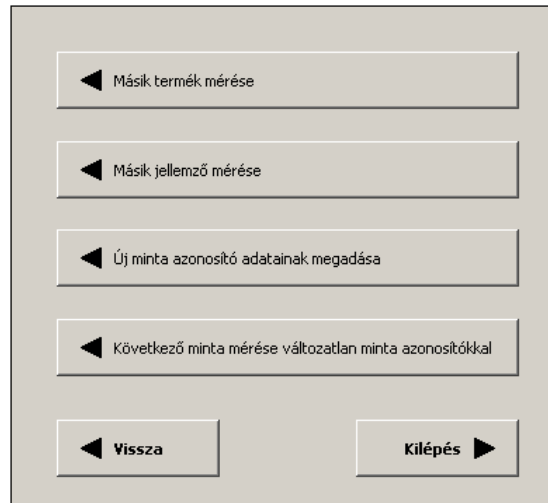 Másik termék mérése
Másik jellemző mérése
Új minta azonosító adatainak megadása
Következő minta mérése változatlan minta azonosítókkal
Vissza
Kilépés